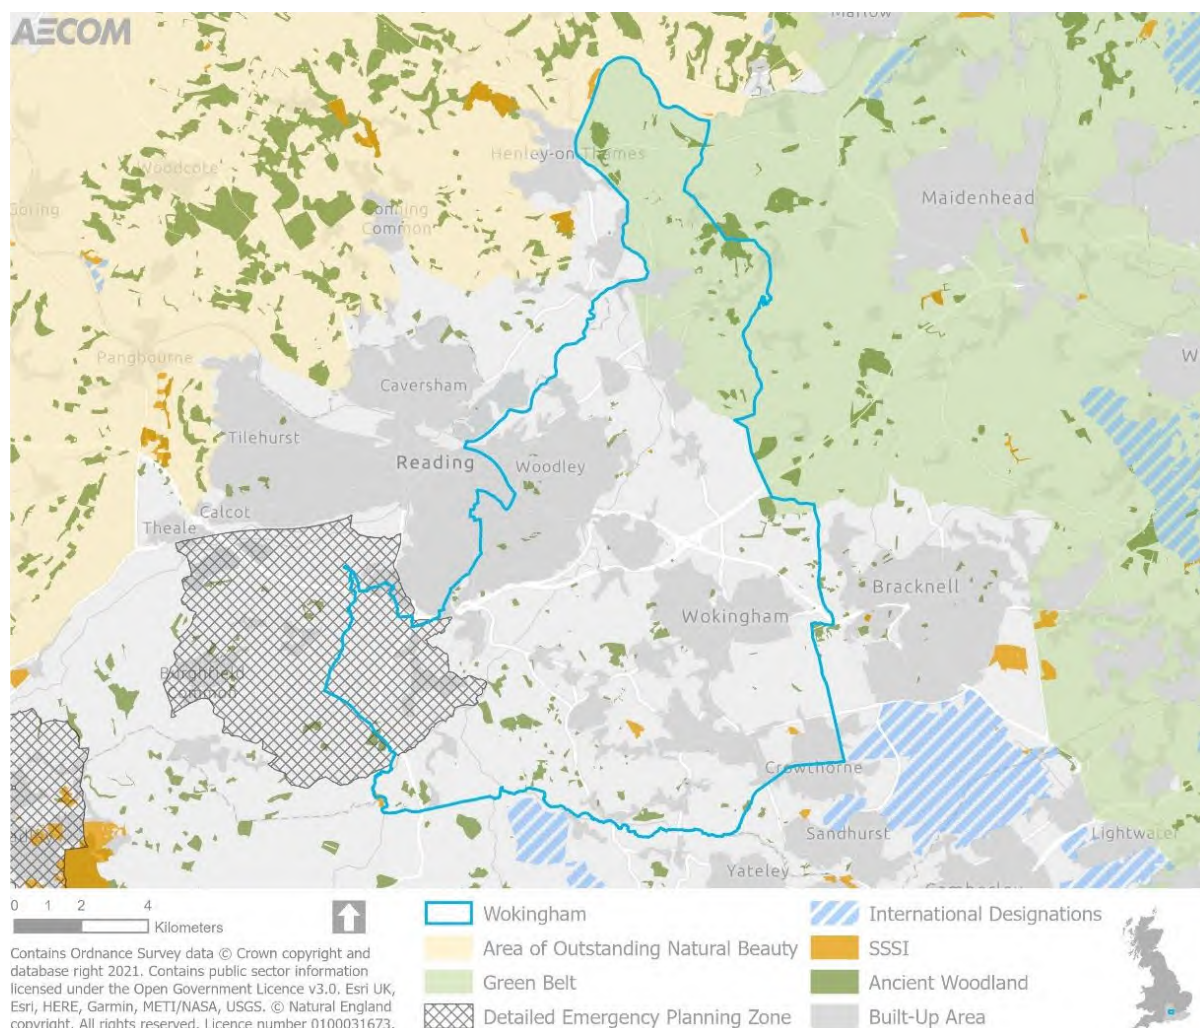 AECOM
Marlow
Henley-on-Thames
Woodcote
Goring
Maidenhead
Common
Pangbourne
Caversham
Tilehurst
Reading
Woodley
Calcot
Theale
Bracknell
Wokingham
Burghfield
Common
Crowthorne
Sandhurst
Lightwater
Yateley
Camberley
0 1 2 4
Kilometers
Wokingham
Area of Outstanding Natural Beauty
Green Belt
Detailed Emergency Planning Zone
International Designations
SSSI
Ancient Woodland
Built-Up Area
Contains Ordnance Survey data © Crown copyright and
database right 2021. Contains public sector information
licensed under the Open Government Licence v3.0. Esri UK,
Esri, HERE, Garmin, METI/NASA, USGS. © Natural England
copyright. All rights reserved. Licence number 0100031673.